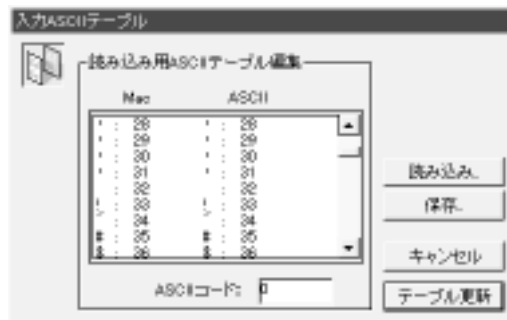 入力ASCIIテーブル
読み込み用ASCIIテーブル編集
Mac ASCII
' : 28 ' : 28
' : 29 ' : 29
' : 30 ' : 30
' : 31 ' : 31
: 32 : 32
! : 33 ! : 33
: 34 : 34
# : 35 # : 35
$ : 36 $ : 36
ASCIIコード: 0
読み込み..
保存..
キャンセル
テーブル更新